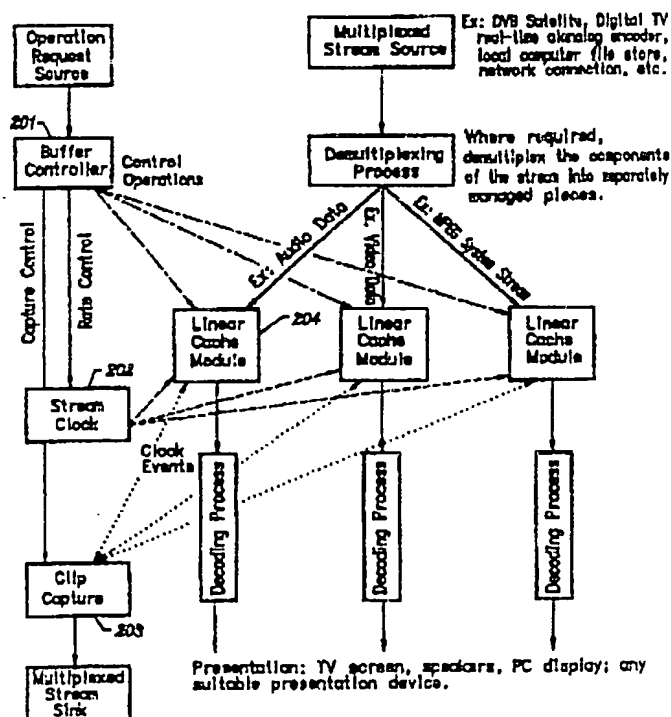 Operation
Request
Source
Multiplexed
Stream Source
Ex: DVB Satellite, Digital TV
real-time analog encoder,
local computer file store,
network connection, etc.
201
Buffer
Controller
Control
Operations
Demultiplexing
Process
Where required,
demultiplex the components
of the stream into separately
managed pieces.
Capture Control
Rate Control
Ex: Audio Data
Ex: Video Data
Ex: MPEG System Stream
Linear
Cache
Module
204
Linear
Cache
Module
Linear
Cache
Module
202
Stream
Clock
Clock
Events
Decoding Process
Decoding Process
Decoding Process
Clip
Capture
203
Multiplexed
Stream
Sink
Presentation: TV screen, speakers, PC display; any
suitable presentation device.